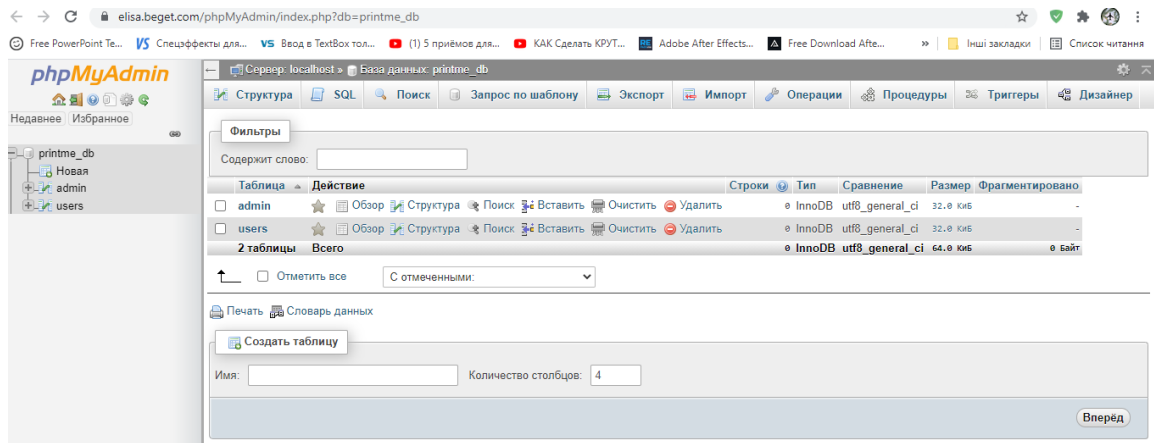 elisa.beget.com/phpMyAdmin/index.php?db=printme_db
Free PowerPoint Te... VS Спецэффекты для... VS Ввод в TextBox тол... (1) 5 приёмов для... КАК Сделать КРУТ... Adobe After Effects... Free Download Afte... » Інші закладки Список читання
phpMyAdmin
Недавнее Избранное
printme_db
Новая
admin
users
Сервер: localhost » База данных: printme_db
Структура SQL Поиск Запрос по шаблону Экспорт Импорт Операции Процедуры Триггеры Дизайнер
Фильтры
Содержит слово:
Таблица Действие Строки Тип Сравнение Размер Фрагментировано
admin Обзор Структура Поиск Вставить Очистить Удалить 0 InnoDB utf8_general_ci 32.0 КиБ -
users Обзор Структура Поиск Вставить Очистить Удалить 0 InnoDB utf8_general_ci 32.0 КиБ -
2 таблицы Всего 0 InnoDB utf8_general_ci 64.0 КиБ 0 Байт
Отметить все С отмеченными:
Печать Словарь данных
Создать таблицу
Имя: Количество столбцов: 4
Вперёд